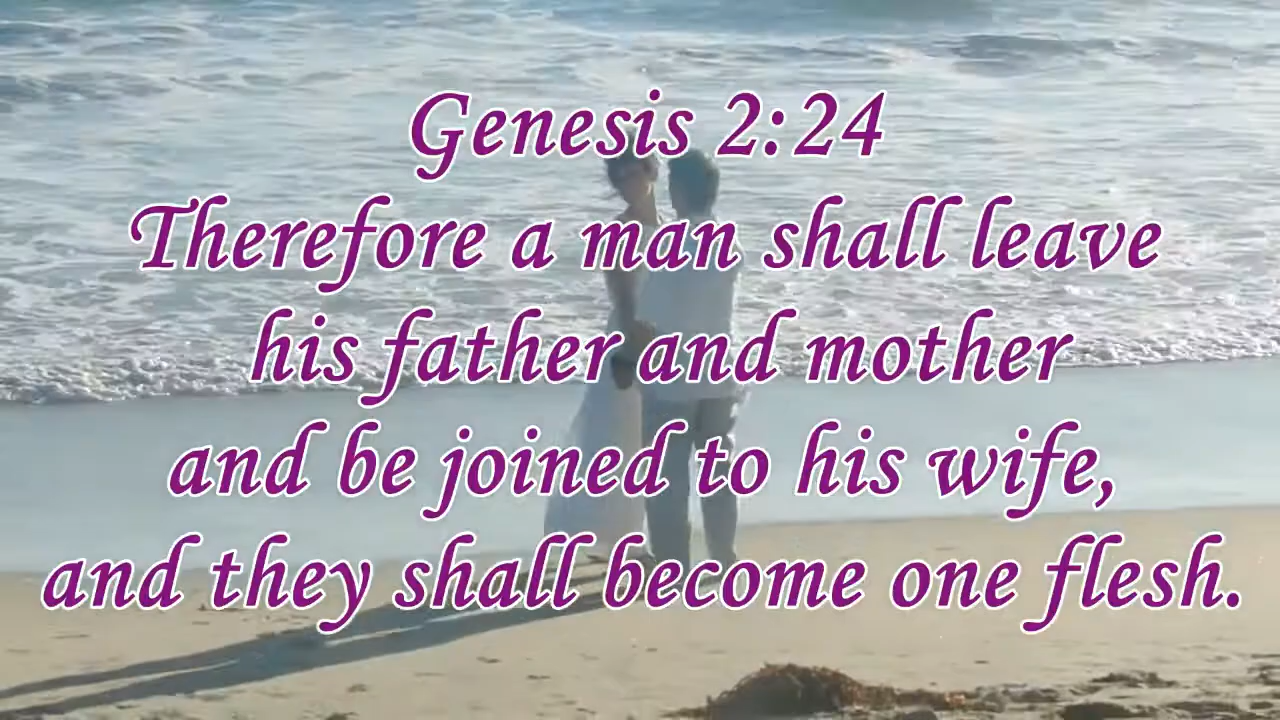 Genesis 2:24
Therefore a man shall leave
his father and mother
and be joined to his wife,
and they shall become one flesh.